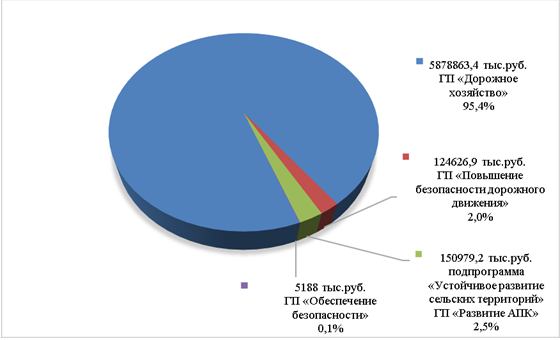 5878863,4 тыс.руб.
ГП «Дорожное
хозяйство»
95,4%
124626,9 тыс.руб.
ГП «Повышение
безопасности дорожного
движения»
2,0%
150979,2 тыс.руб.
подпрограмма
«Устойчивое развитие
сельских территорий»
ГП «Развитие АПК»
2,5%
5188 тыс.руб.
ГП «Обеспечение
безопасности»
0,1%